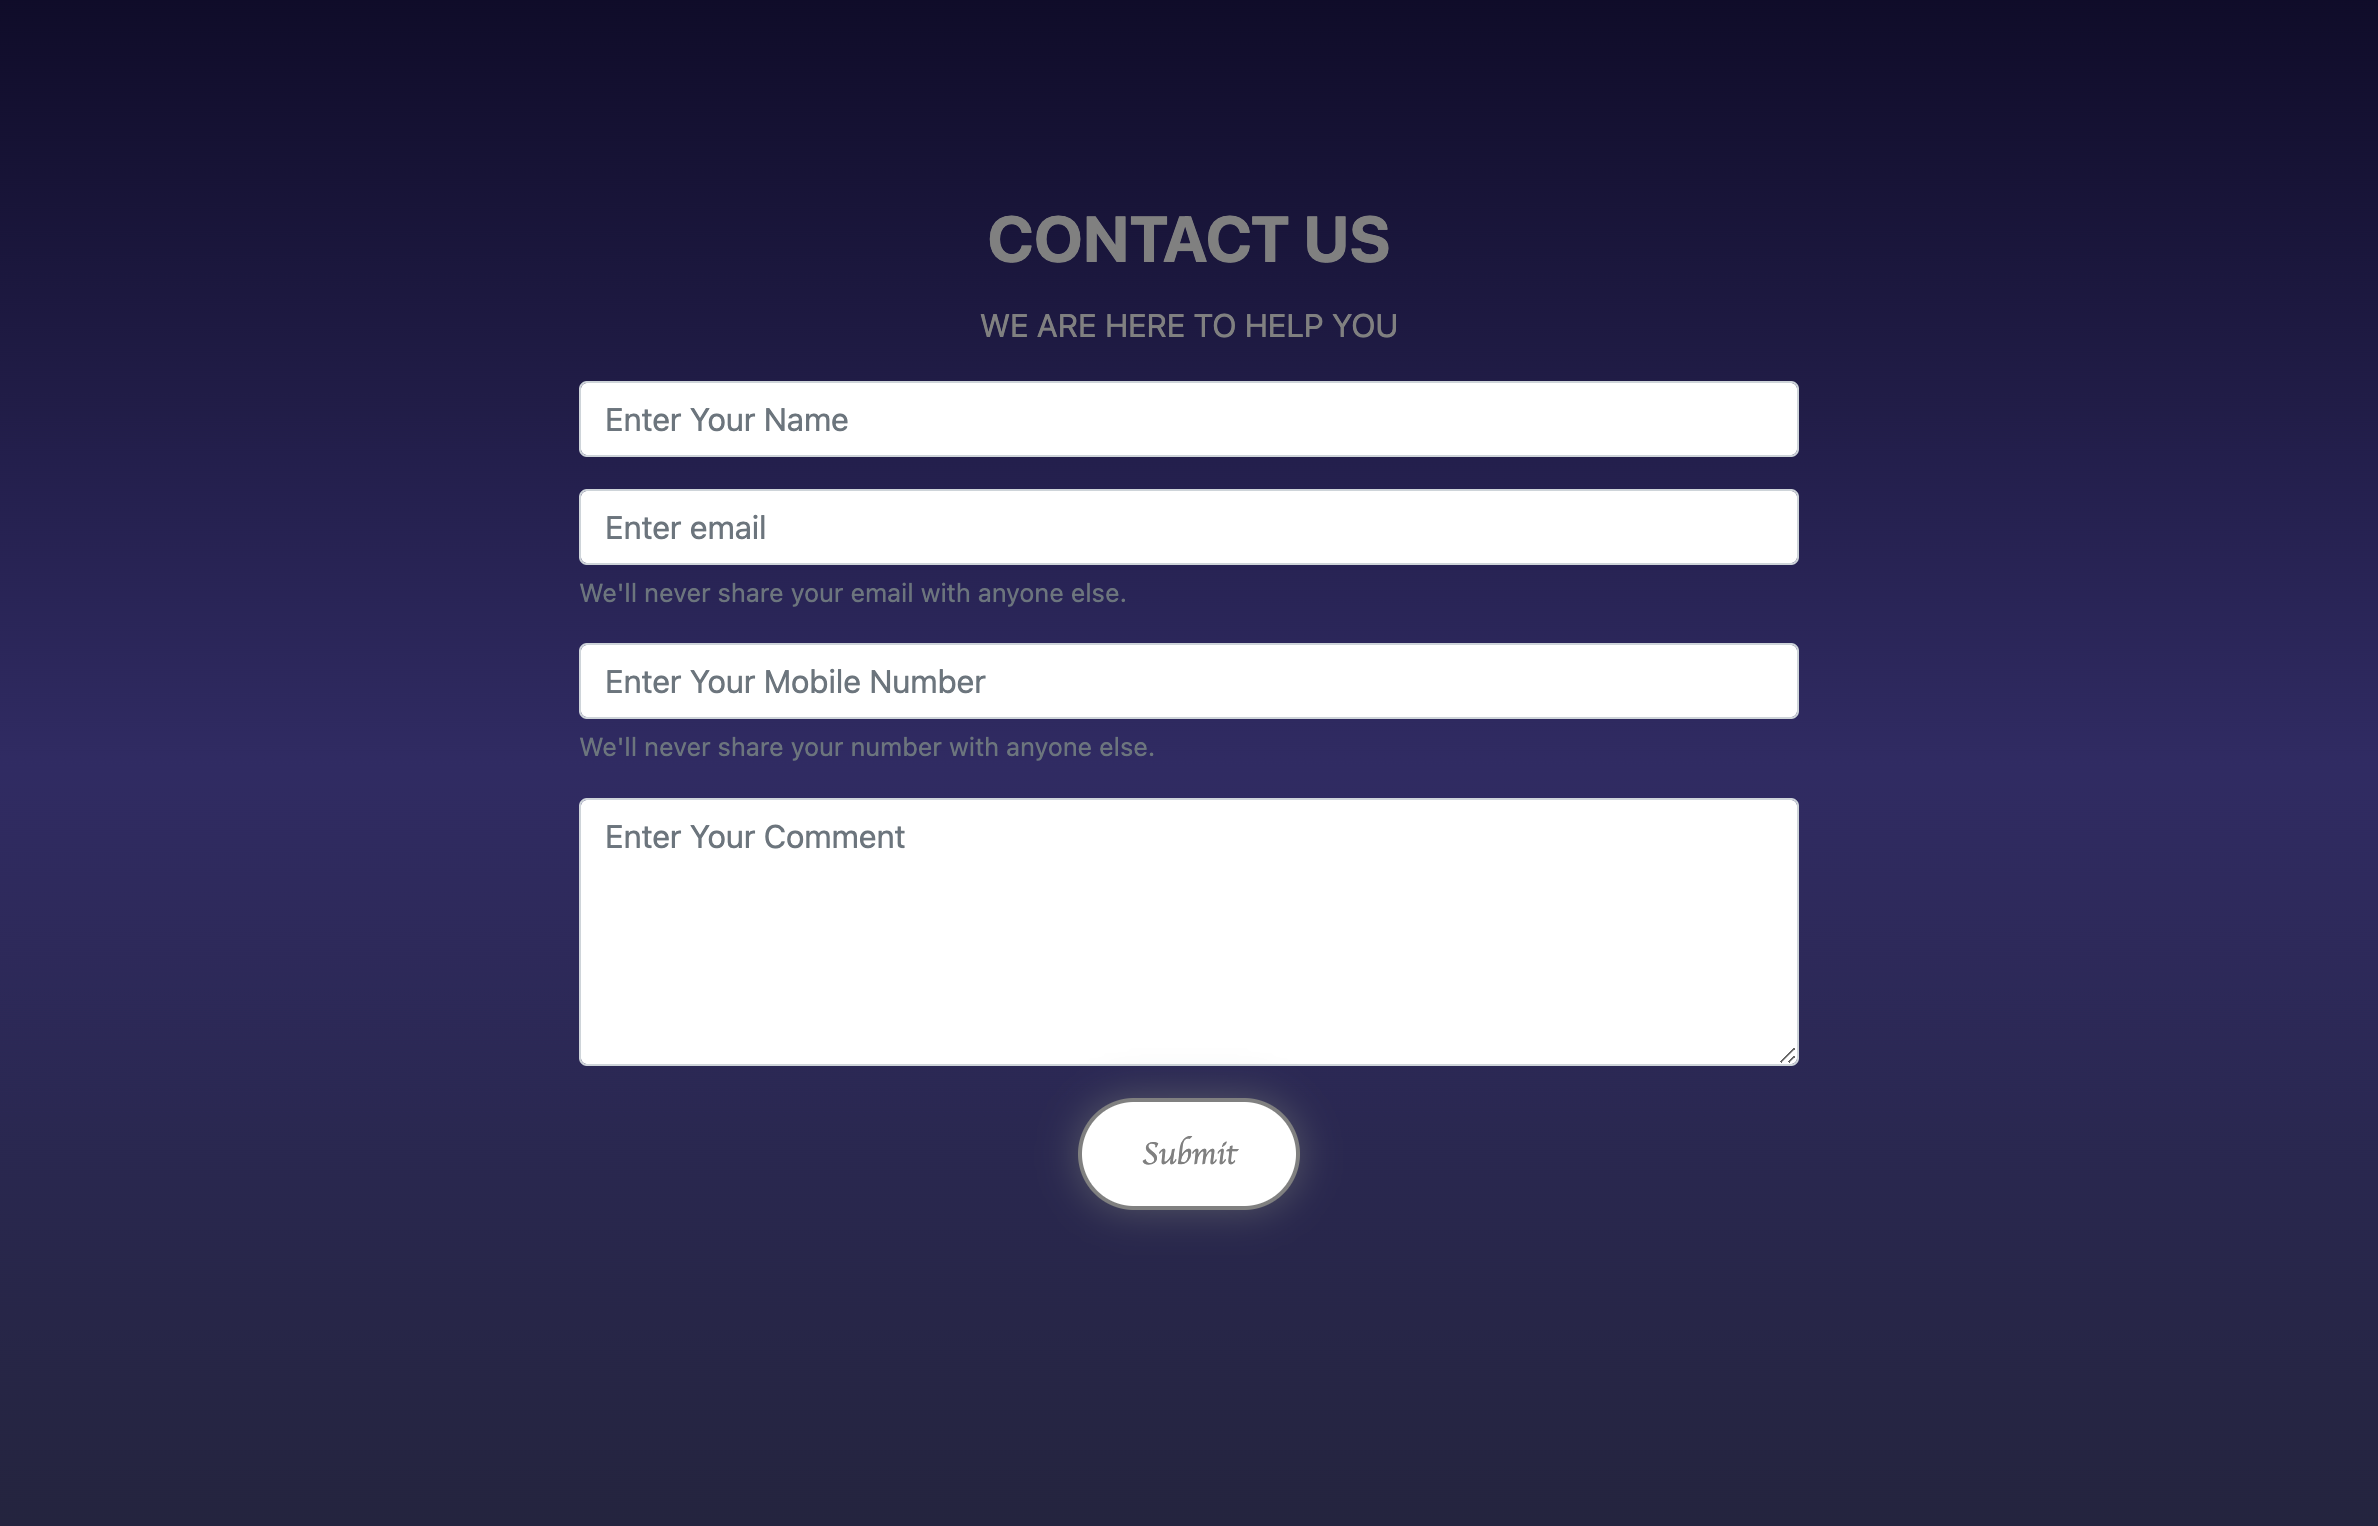 CONTACT US
WE ARE HERE TO HELP YOU
Enter Your Name
Enter email
We'll never share your email with anyone else.
Enter Your Mobile Number
We'll never share your number with anyone else.
Enter Your Comment
Submit